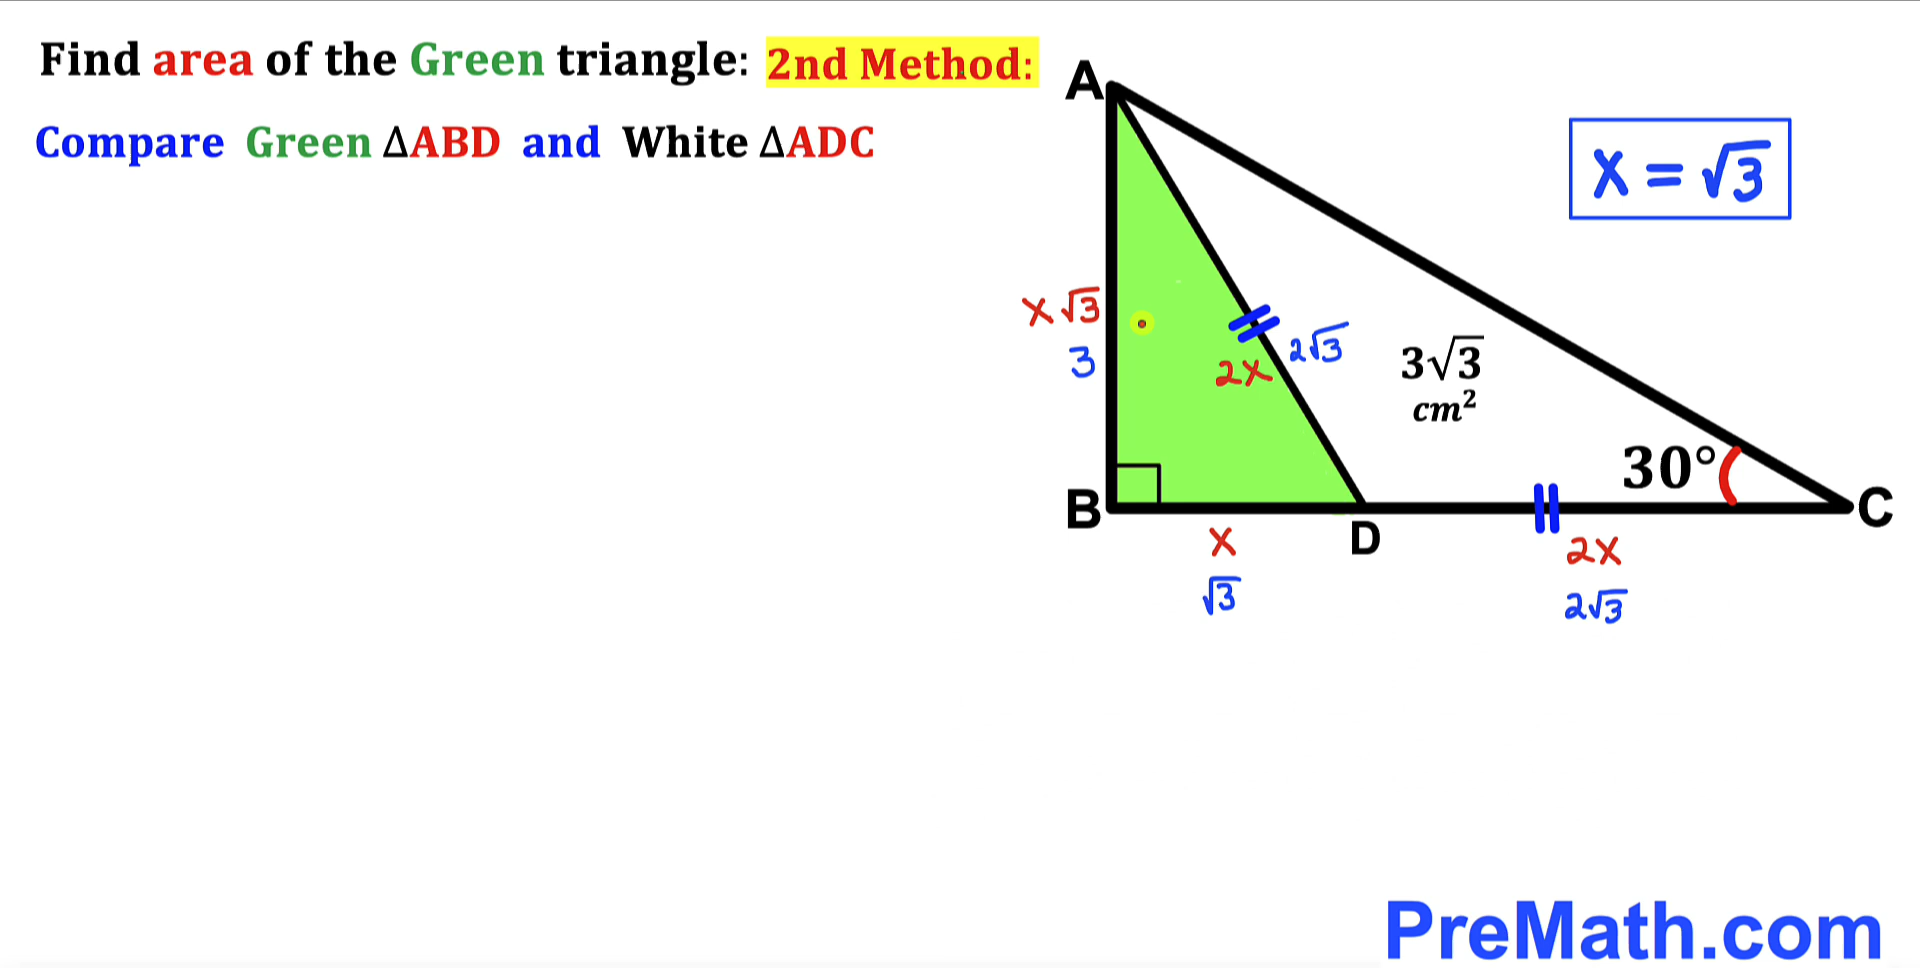 Find area of the Green triangle: 2nd Method:
Compare Green ΔABD and White ΔADC
A
x = √3
x√3
3
2x
2√3
3√3
cm²
30°
B
D
C
x
√3
2x
2√3
PreMath.com